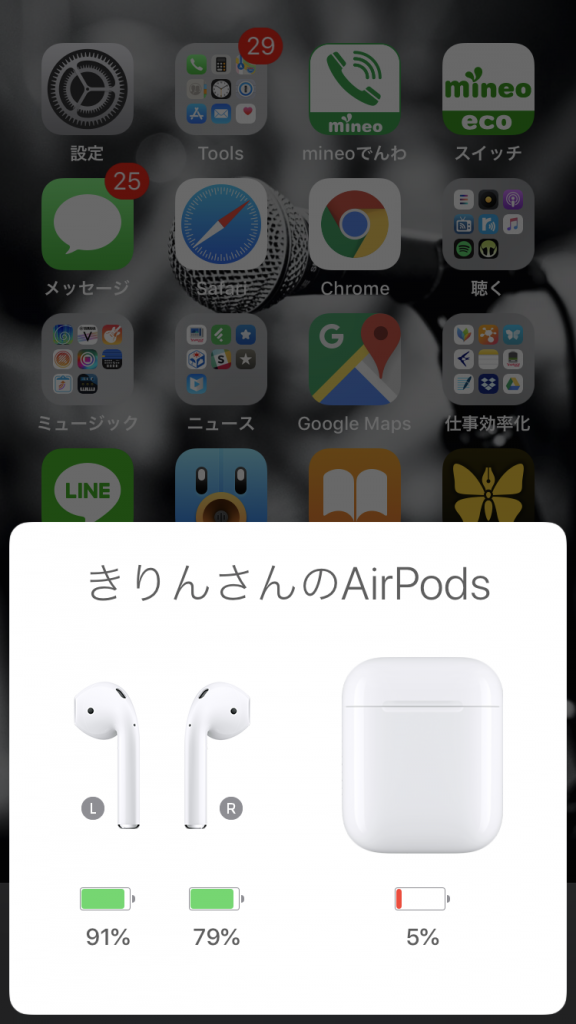 29
mineo
mineo
eco
設定
Tools
mineoでんわ
スイッチ
25
メッセージ
Safari
Chrome
聴く
ミュージック
ニュース
Google Maps
仕事効率化
LINE
きりんさんのAirPods
L
R
91%
79%
5%